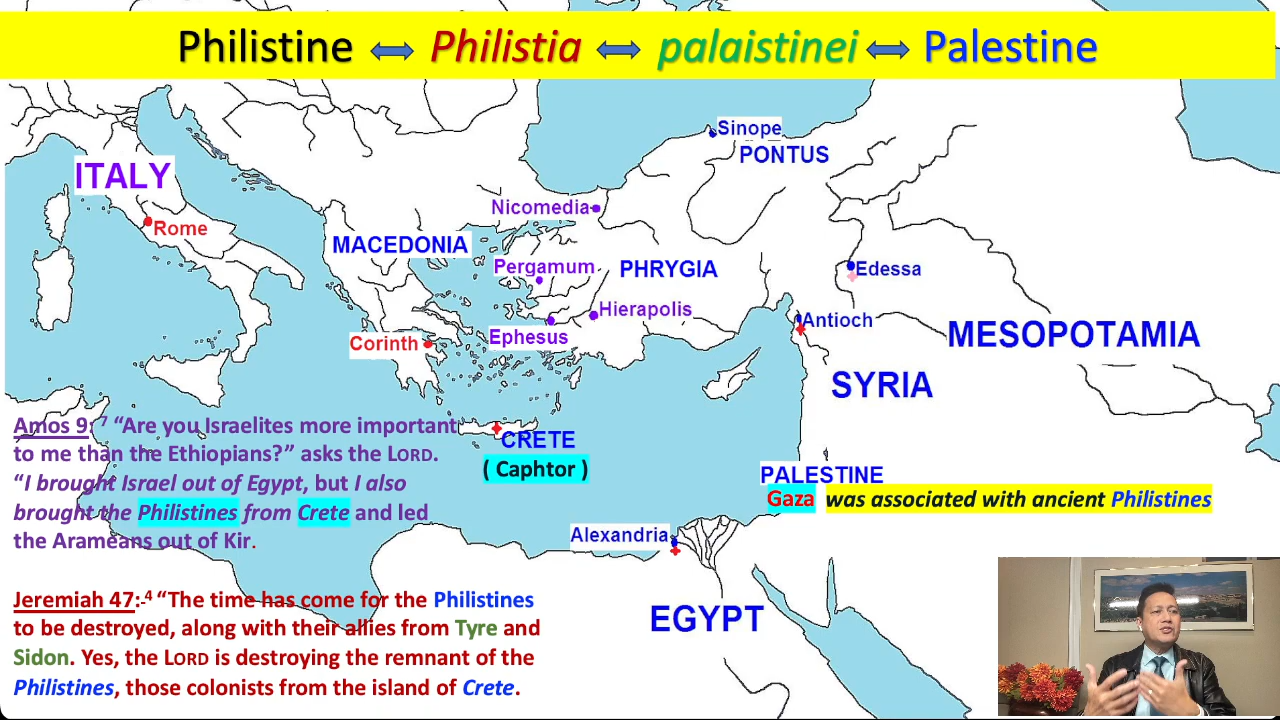 Philistine Philistia palaistinei Palestine
Sinope
PONTUS
ITALY
Nicomedia
Rome
MACEDONIA
Pergamum
PHRYGIA
Edessa
Hierapolis
Antioch
Ephesus
Corinth
MESOPOTAMIA
SYRIA
CRETE
( Caphtor )
PALESTINE
Gaza was associated with ancient Philistines
Alexandria
EGYPT
Amos 9:7 “Are you Israelites more important
to me than the Ethiopians?” asks the LORD.
“I brought Israel out of Egypt, but I also
brought the Philistines from Crete and led
the Arameans out of Kir.
Jeremiah 47:-4 “The time has come for the Philistines
to be destroyed, along with their allies from Tyre and
Sidon. Yes, the LORD is destroying the remnant of the
Philistines, those colonists from the island of Crete.